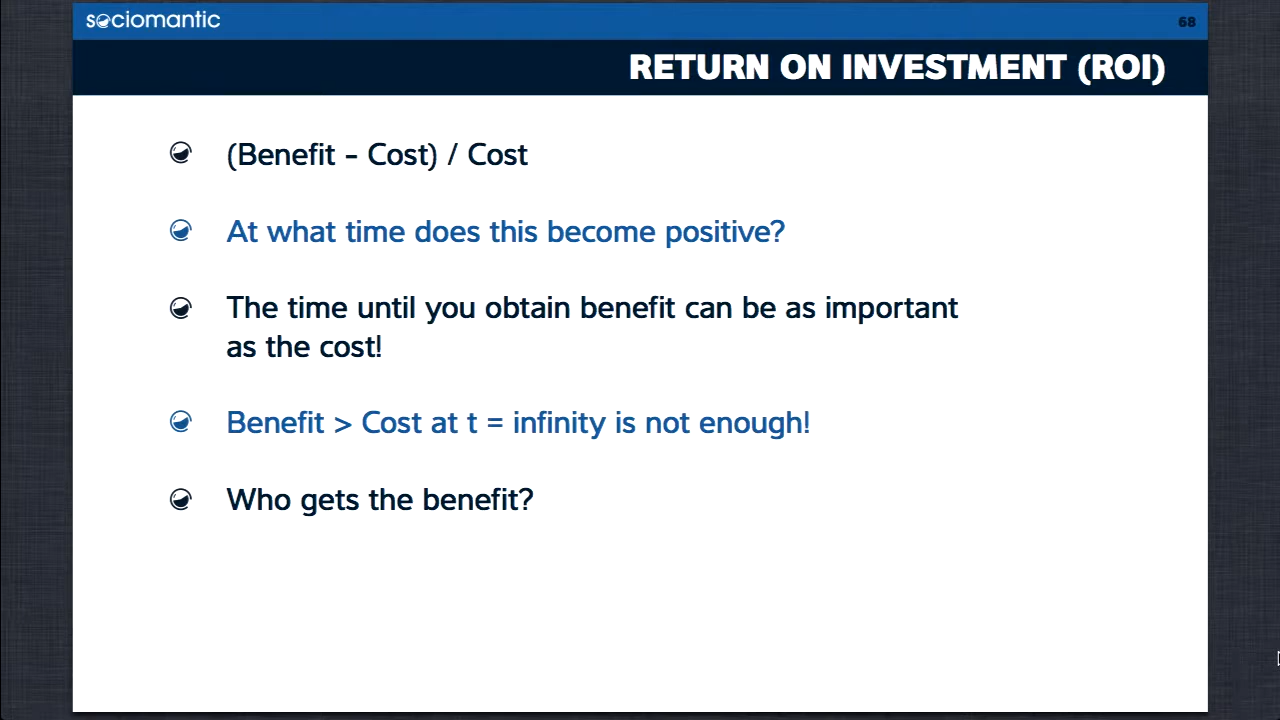 sociomantic
68
RETURN ON INVESTMENT (ROI)
(Benefit - Cost) / Cost
At what time does this become positive?
The time until you obtain benefit can be as important
as the cost!
Benefit > Cost at t = infinity is not enough!
Who gets the benefit?